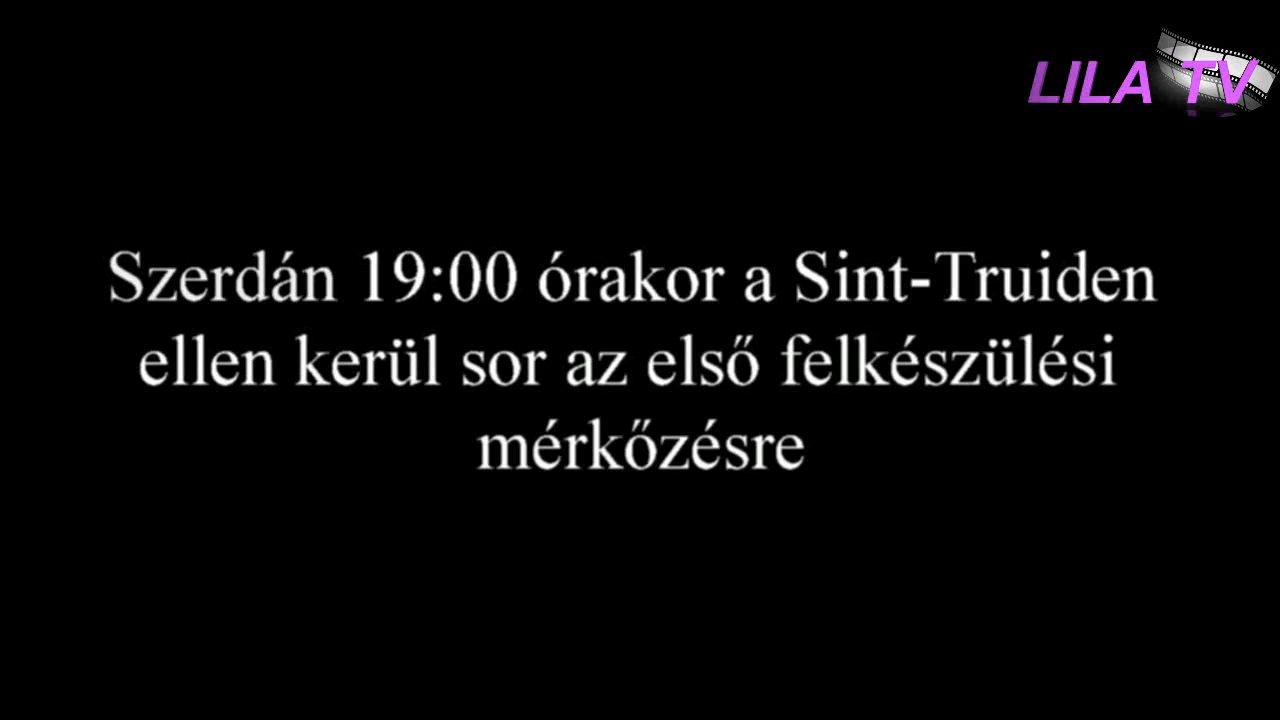 LILA TV
Szerdán 19:00 órakor a Sint-Truiden
ellen kerül sor az első felkészülési
mérkőzésre